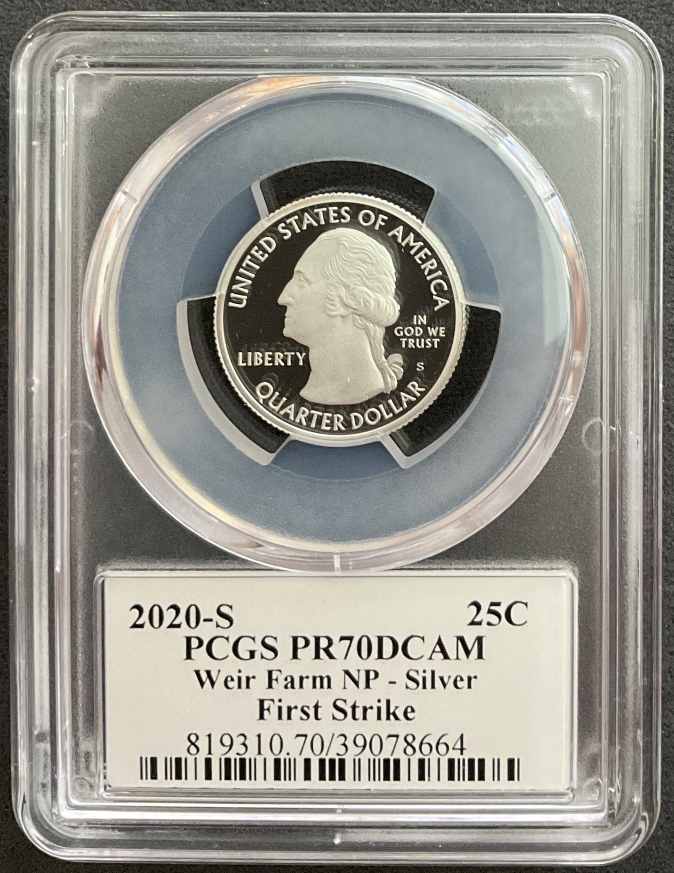 UNITED STATES OF AMERICA
IN
GOD WE
TRUST
LIBERTY
S
QUARTER DOLLAR
2020-S 25C
PCGS PR70DCAM
Weir Farm NP - Silver
First Strike
819310.70/39078664